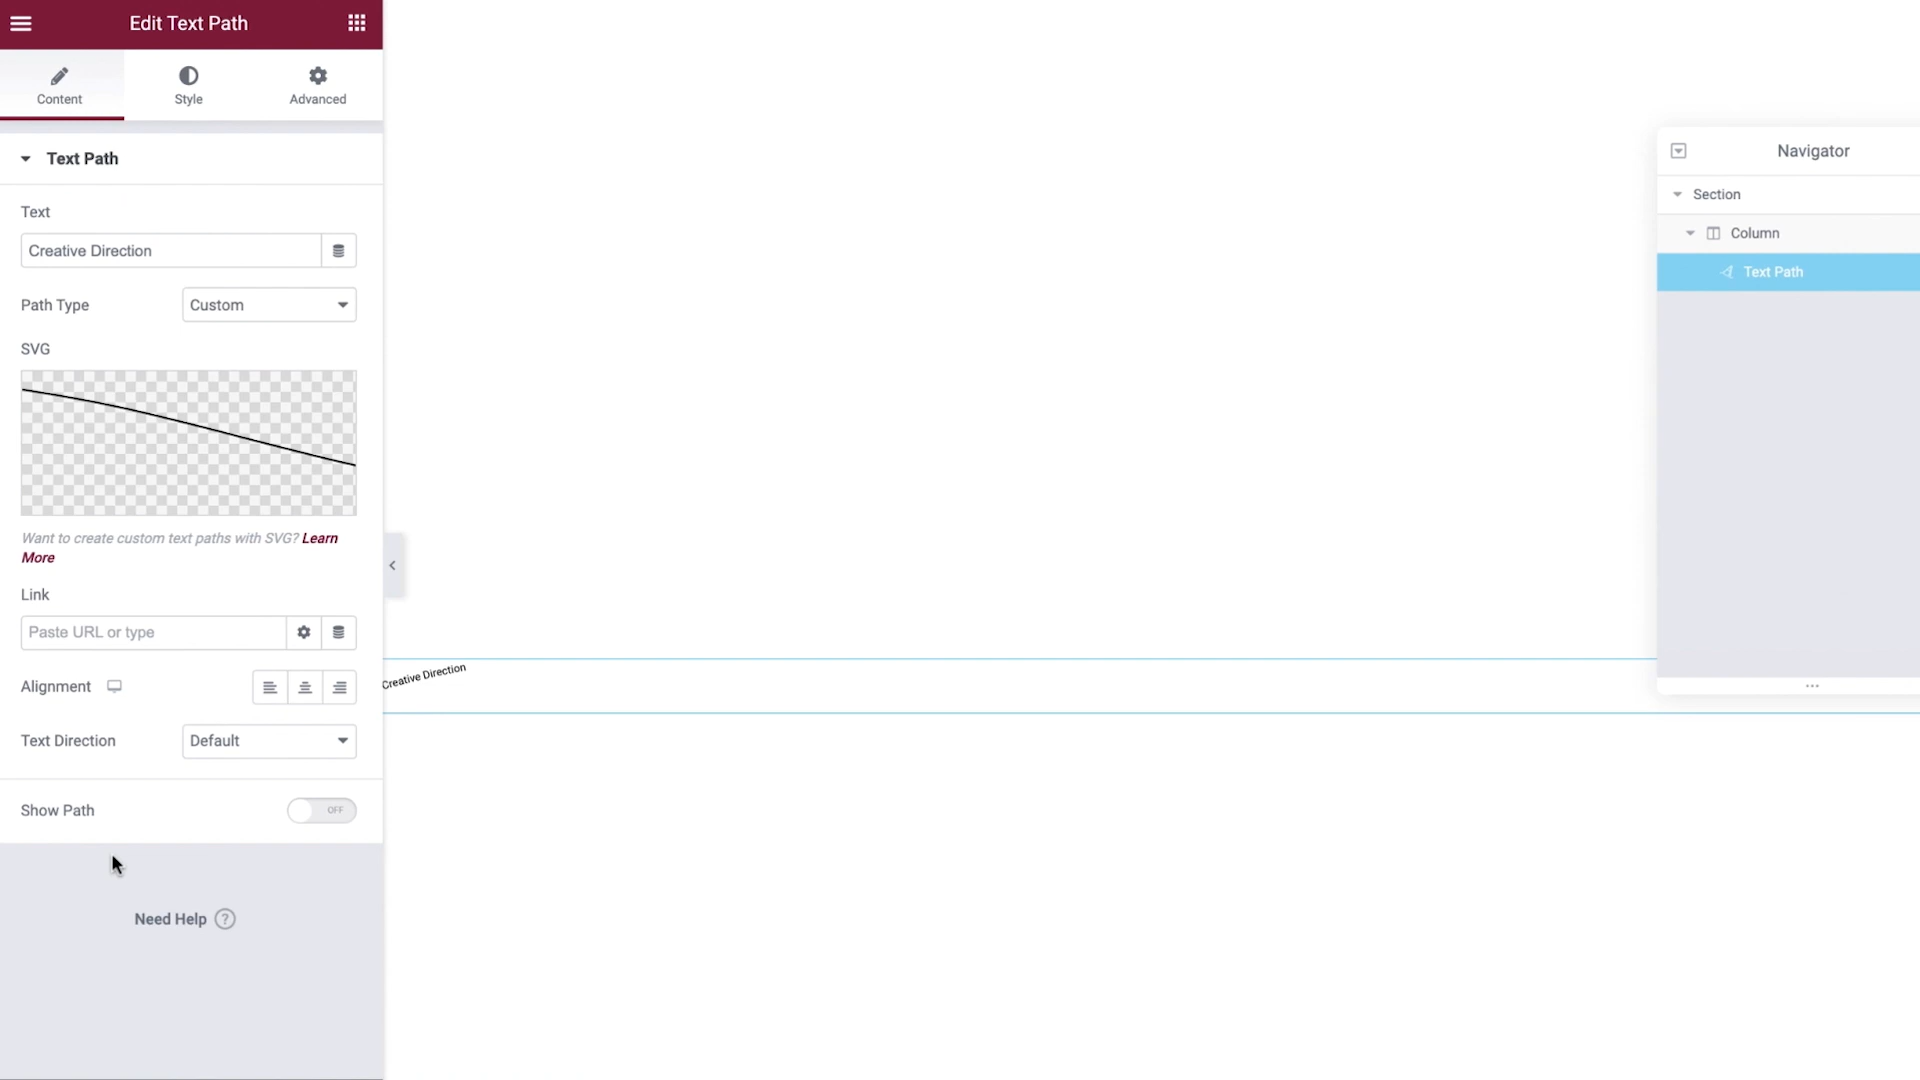 Edit Text Path
Content
Style
Advanced
Text Path
Text
Creative Direction
Path Type
Custom
SVG
Want to create custom text paths with SVG? Learn
More
Link
Paste URL or type
Alignment
Text Direction
Default
Show Path
OFF
Need Help ?
Creative Direction
Navigator
Section
Column
Text Path